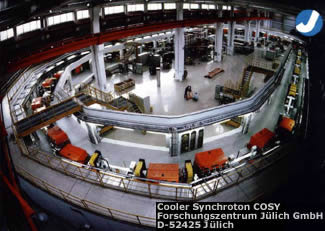 Cooler Synchroton COSY
Forschungszentrum Jülich GmbH
D-52425 Jülich